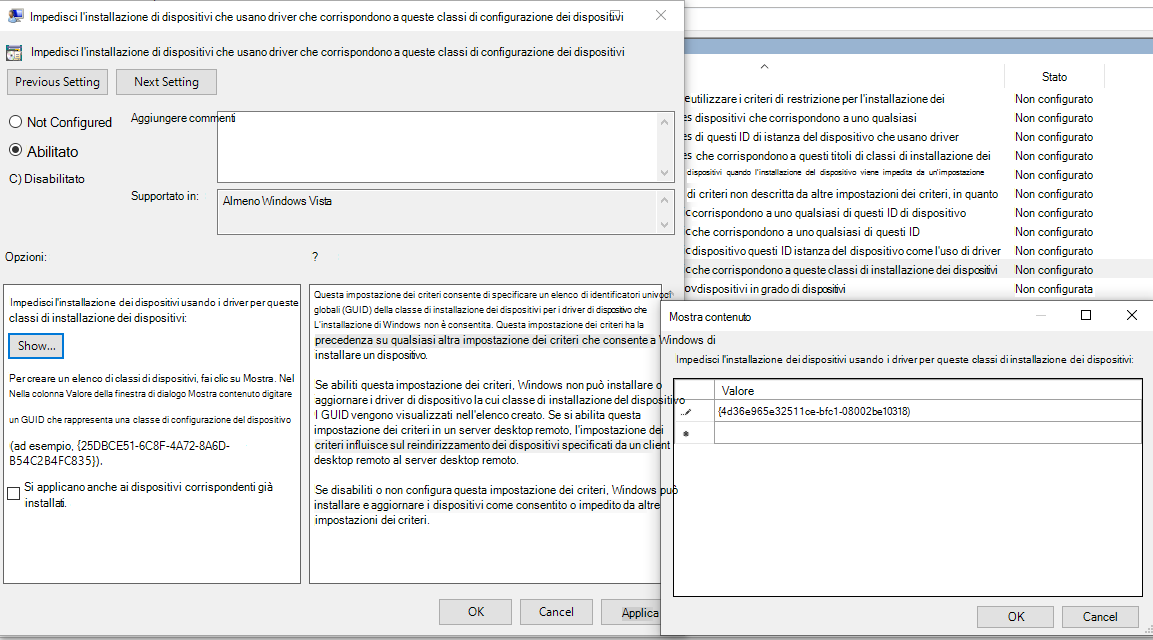 Impedisci l'installazione di dispositivi che usano driver che corrispondono a queste classi di configurazione dei dispositivi
Impedisci l'installazione di dispositivi che usano driver che corrispondono a queste classi di configurazione dei dispositivi
Previous Setting
Next Setting
Not Configured
Aggiungere commenti
Abilitato
C) Disabilitato
Supportato in:
Almeno Windows Vista
Opzioni:
?
Impedisci l'installazione dei dispositivi usando i driver per queste
classi di installazione dei dispositivi:
Show...
Per creare un elenco di classi di dispositivi, fai clic su Mostra. Nel
Nella colonna Valore della finestra di dialogo Mostra contenuto digitare
un GUID che rappresenta una classe di configurazione del dispositivo
(ad esempio, {25DBCE51-6C8F-4A72-8A6D-
B54C2B4FC835}).
Si applicano anche ai dispositivi corrispondenti già
installati.
Questa impostazione dei criteri consente di specificare un elenco di identificatori univoci
globali (GUID) della classe di installazione dei dispositivi per i driver di dispositivo che
L'installazione di Windows non è consentita. Questa impostazione dei criteri ha la
precedenza su qualsiasi altra impostazione dei criteri che consente a Windows di
installare un dispositivo.
Se abiliti questa impostazione dei criteri, Windows non può installare o
aggiornare i driver di dispositivo la cui classe di installazione del dispositivo
I GUID vengono visualizzati nell'elenco creato. Se si abilita questa
impostazione dei criteri in un server desktop remoto, l'impostazione dei
criteri influisce sul reindirizzamento dei dispositivi specificati da un client
desktop remoto al server desktop remoto.
Se disabiliti o non configura questa impostazione dei criteri, Windows può
installare e aggiornare i dispositivi come consentito o impedito da altre
impostazioni dei criteri.
OK
Cancel
Applica
Stato
e utilizzare i criteri di restrizione per l'installazione dei Non configurato
es dispositivi che corrispondono a uno qualsiasi Non configurato
es di questi ID di istanza del dispositivo che usano driver Non configurato
es che corrispondono a questi titoli di classi di installazione dei Non configurato
dispositivi quando l'installazione del dispositivo viene impedita da un'impostazione Non configurato
di criteri non descritta da altre impostazioni dei criteri, in quanto Non configurato
c corrispondono a uno qualsiasi di questi ID di dispositivo Non configurato
c che corrispondono a uno qualsiasi di questi ID Non configurato
c dispositivo questi ID istanza del dispositivo come l'uso di driver Non configurato
c che corrispondono a queste classi di installazione dei dispositivi Non configurato
ov dispositivi in grado di dispositivi Non configurata
Mostra contenuto
Impedisci l'installazione dei dispositivi usando i driver per queste classi di installazione dei dispositivi:
Valore
{4d36e965e32511ce-bfc1-08002be10318)
OK
Cancel